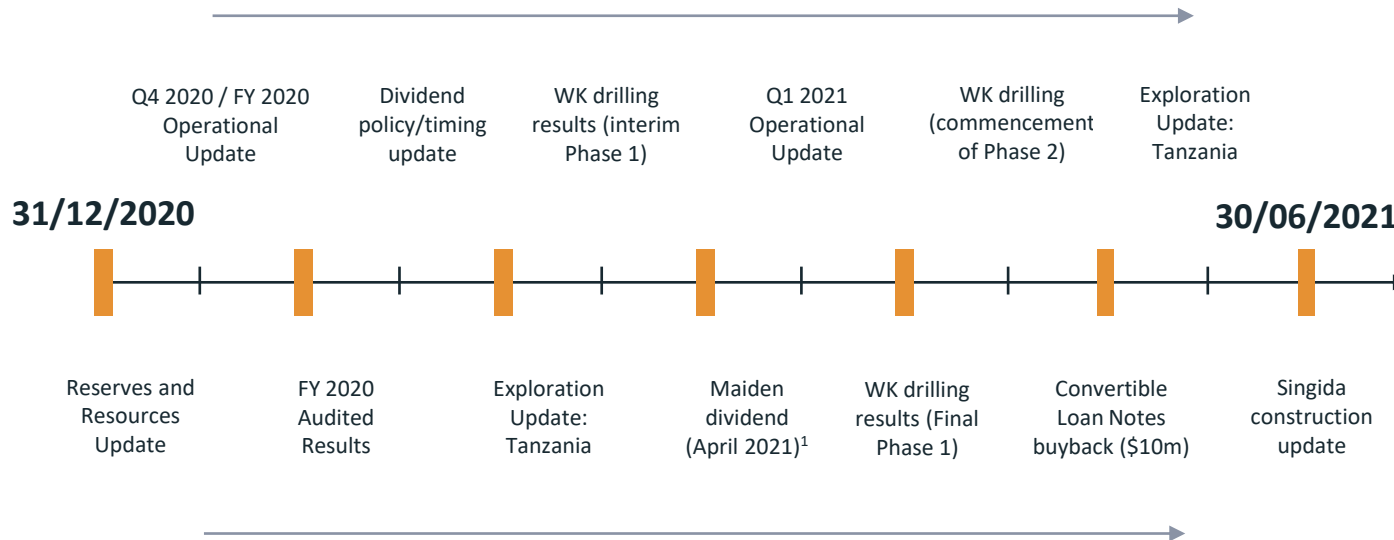 Q4 2020 / FY 2020
Operational
Update
Dividend
policy/timing
update
WK drilling
results (interim
Phase 1)
Q1 2021
Operational
Update
WK drilling
(commencement
of Phase 2)
Exploration
Update:
Tanzania
31/12/2020
30/06/2021
Reserves and
Resources
Update
FY 2020
Audited
Results
Exploration
Update:
Tanzania
Maiden
dividend
(April 2021)¹
WK drilling
results (Final
Phase 1)
Convertible
Loan Notes
buyback ($10m)
Singida
construction
update